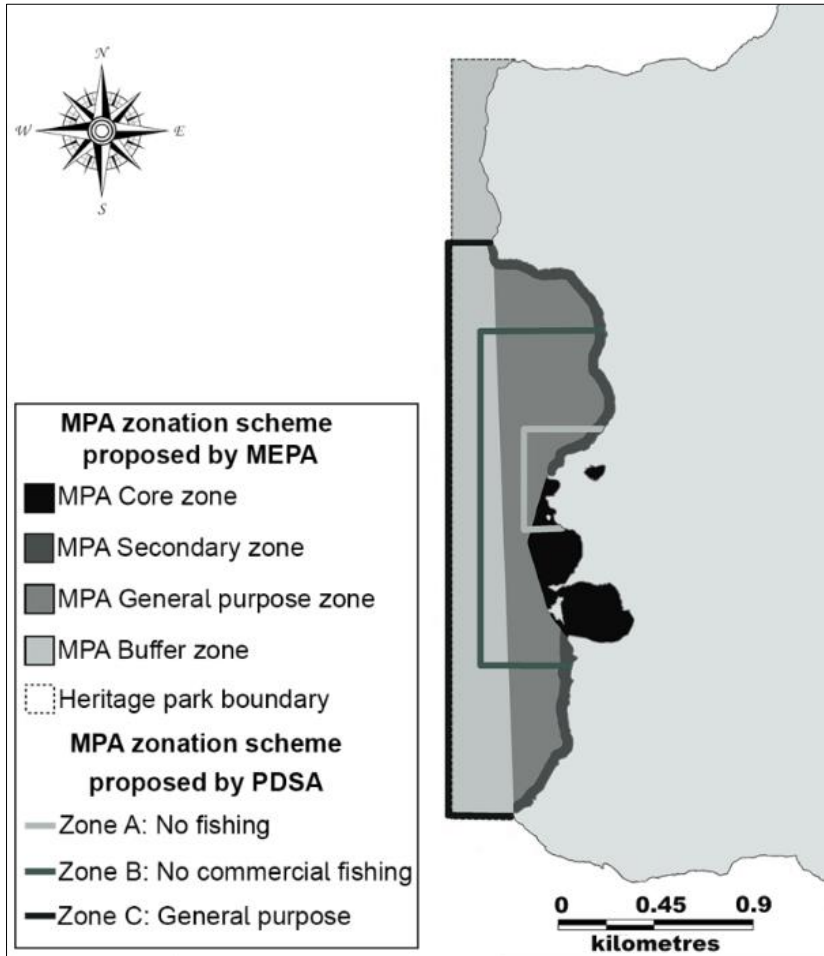 N
W
E
S
MPA zonation scheme
proposed by MEPA
MPA Core zone
MPA Secondary zone
MPA General purpose zone
MPA Buffer zone
Heritage park boundary
MPA zonation scheme
proposed by PDSA
Zone A: No fishing
Zone B: No commercial fishing
Zone C: General purpose
0 0.45 0.9
kilometres